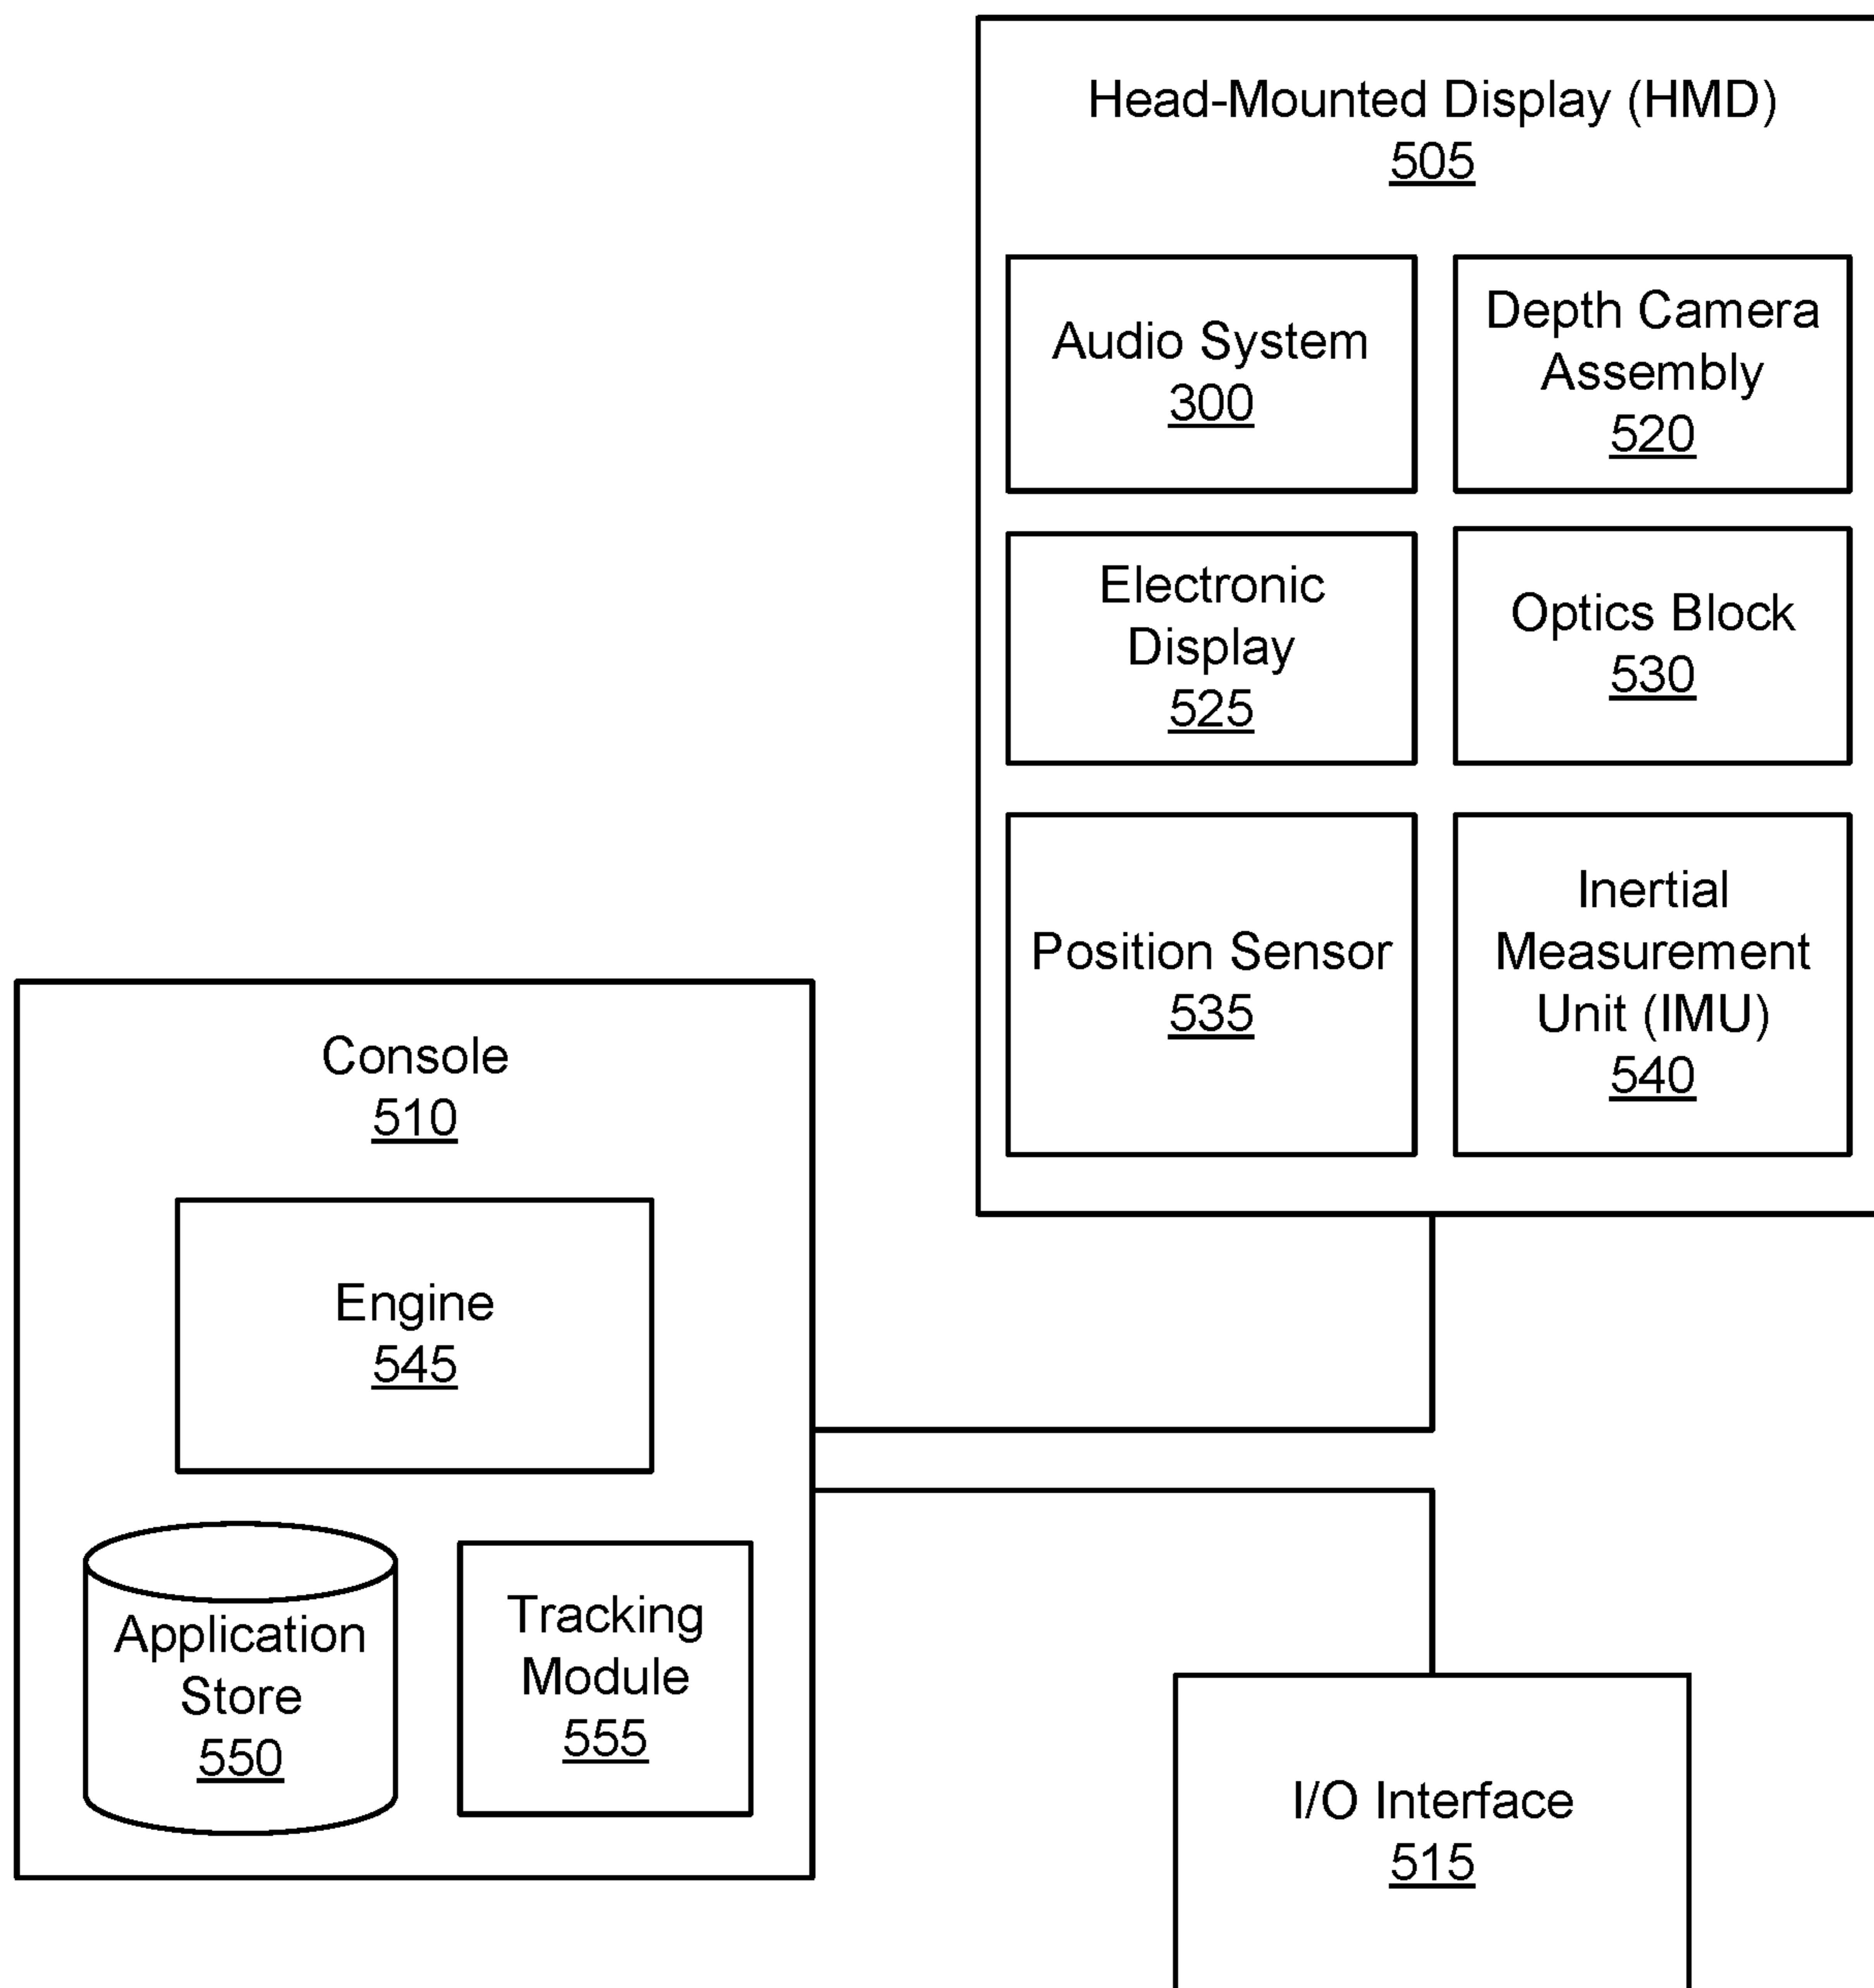 Head-Mounted Display (HMD)
505
Audio System
300
Depth Camera
Assembly
520
Electronic
Display
525
Optics Block
530
Position Sensor
535
Inertial
Measurement
Unit (IMU)
540
Console
510
Engine
545
Application
Store
550
Tracking
Module
555
I/O Interface
515